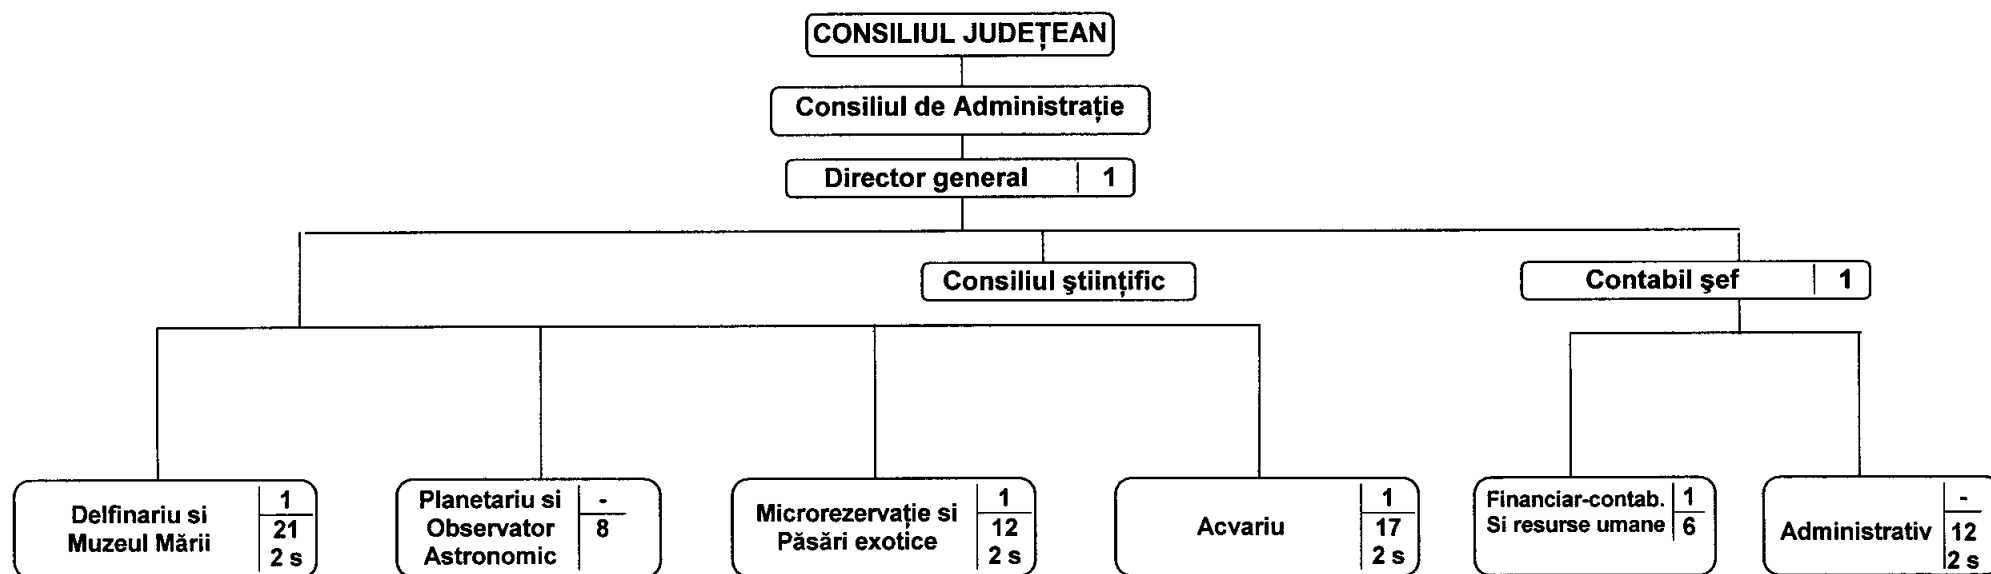 CONSILIUL JUDEȚEAN
Consiliul de Administrație
Director general 1
Consiliul ştiințific
Contabil şef 1
Delfinariu si
Muzeul Mării
1
21
2 s
Planetariu si
Observator
Astronomic
-
8
Microrezervație si
Păsări exotice
1
12
2 s
Acvariu
1
17
2 s
Financiar-contab.
Si resurse umane
1
6
Administrativ
-
12
2 s